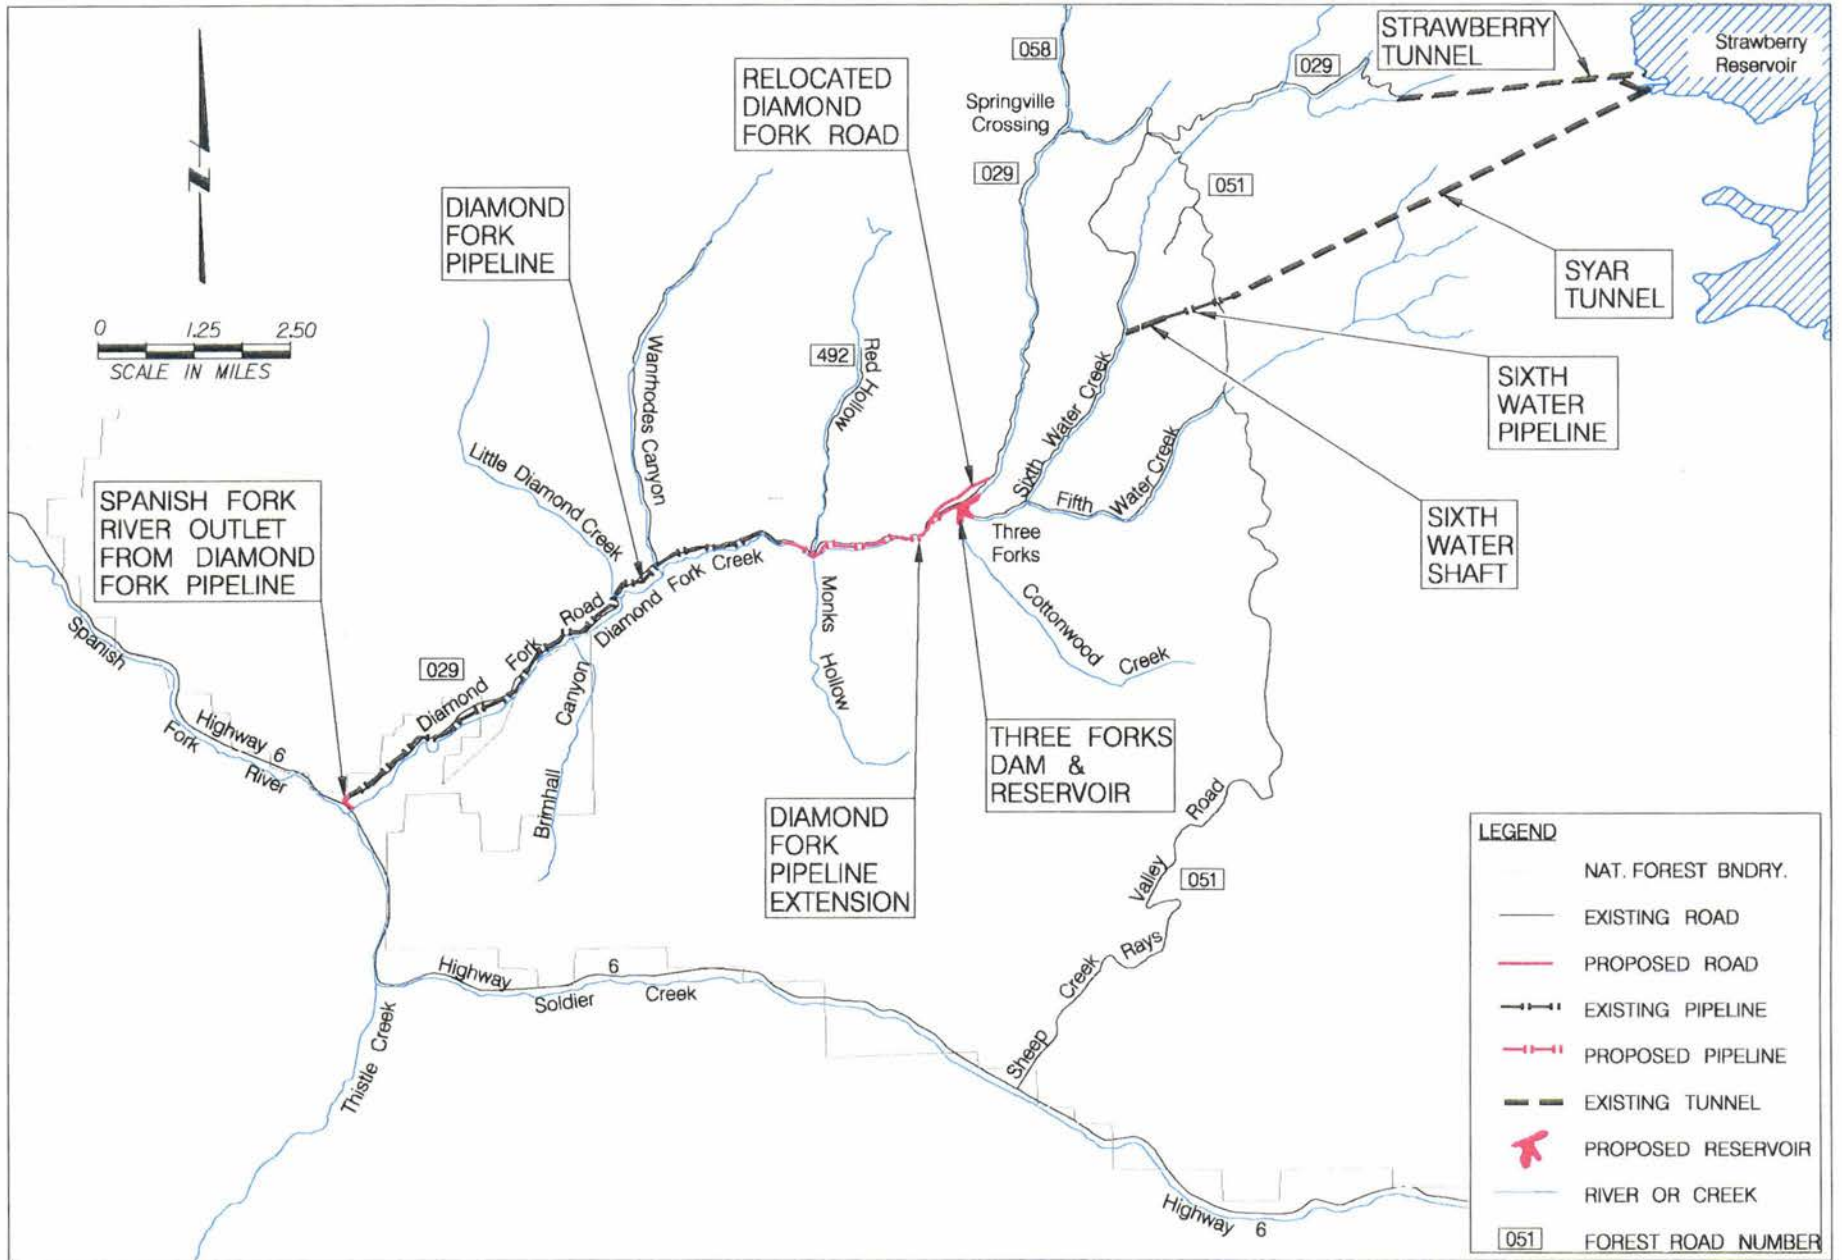 STRAWBERRY
TUNNEL
Strawberry
Reservoir
058
029
RELOCATED
DIAMOND
FORK ROAD
Springville
Crossing
029
051
N
DIAMOND
FORK
PIPELINE
SYAR
TUNNEL
0 1.25 2.50
SCALE IN MILES
Wanrhodes Canyon
492
Red Hollow
Sixth Water Creek
SIXTH
WATER
PIPELINE
Little Diamond Creek
Fifth Water Creek
SPANISH FORK
RIVER OUTLET
FROM DIAMOND
FORK PIPELINE
SIXTH
WATER
SHAFT
Three
Forks
Diamond Fork Creek
Diamond Fork Road
Monks Hollow
Cottonwood Creek
Spanish Fork River
029
Highway 6
Brimhall Canyon
THREE FORKS
DAM &
RESERVOIR
DIAMOND
FORK
PIPELINE
EXTENSION
Sheep Creek Rays Valley Road
051
Highway 6
Soldier Creek
Thistle Creek
Highway 6
LEGEND
NAT. FOREST BNDRY.
EXISTING ROAD
PROPOSED ROAD
EXISTING PIPELINE
PROPOSED PIPELINE
EXISTING TUNNEL
PROPOSED RESERVOIR
RIVER OR CREEK
051 FOREST ROAD NUMBER